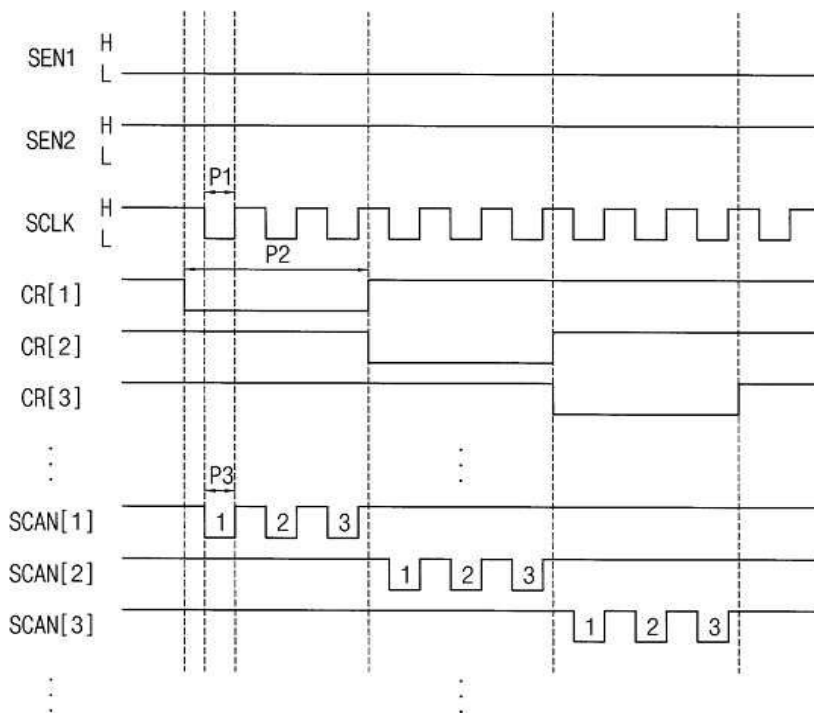 SEN1 H
L
SEN2 H
L
P1
SCLK H
L
P2
CR[1]
CR[2]
CR[3]
P3
SCAN[1] 1 2 3
SCAN[2] 1 2 3
SCAN[3] 1 2 3